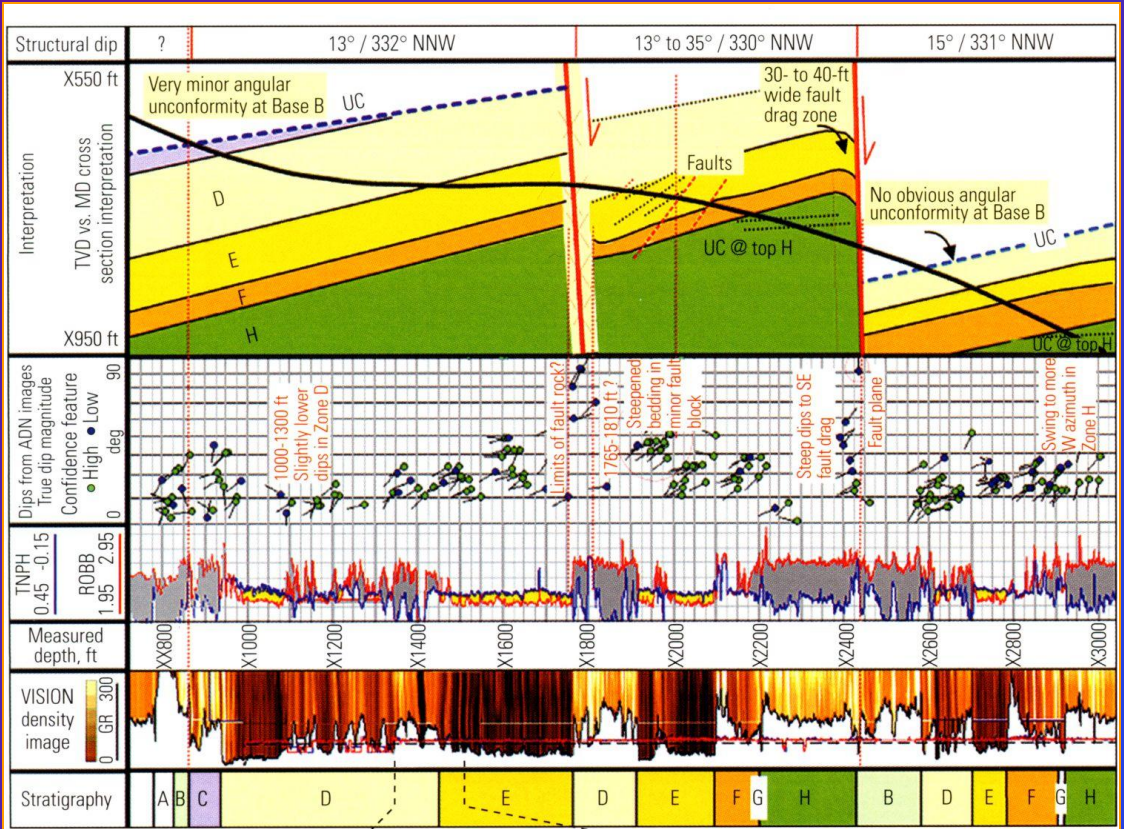 Structural dip
?
13° / 332° NNW
13° to 35° / 330° NNW
15° / 331° NNW
Interpretation
TVD vs. MD cross
section interpretation
X550 ft
X950 ft
Very minor angular
unconformity at Base B
UC
D
E
F
H
30- to 40-ft
wide fault
drag zone
Faults
UC @ top H
No obvious angular
unconformity at Base B
UC
UC @ top H
Dips from ADN images
True dip magnitude
Confidence feature
High
Low
0
deg
90
1000-1300 ft
Slightly lower
dips in Zone D
Limits of fault rock?
1765-1810 ft ?
Steepened
bedding in
minor fault
block
Steep dips to SE
fault drag
Fault plane
Swing to more
W azimuth in
Zone H
TNPH
0.45 -0.15
ROBB
1.95 2.95
Measured
depth, ft
XX800
X1000
X1200
X1400
X1600
X1800
X2000
X2200
X2400
X2600
X2800
X3000
VISION
density
image
0 GR 300
Stratigraphy
A
B
C
D
E
D
E
F
G
H
B
D
E
F
G
H